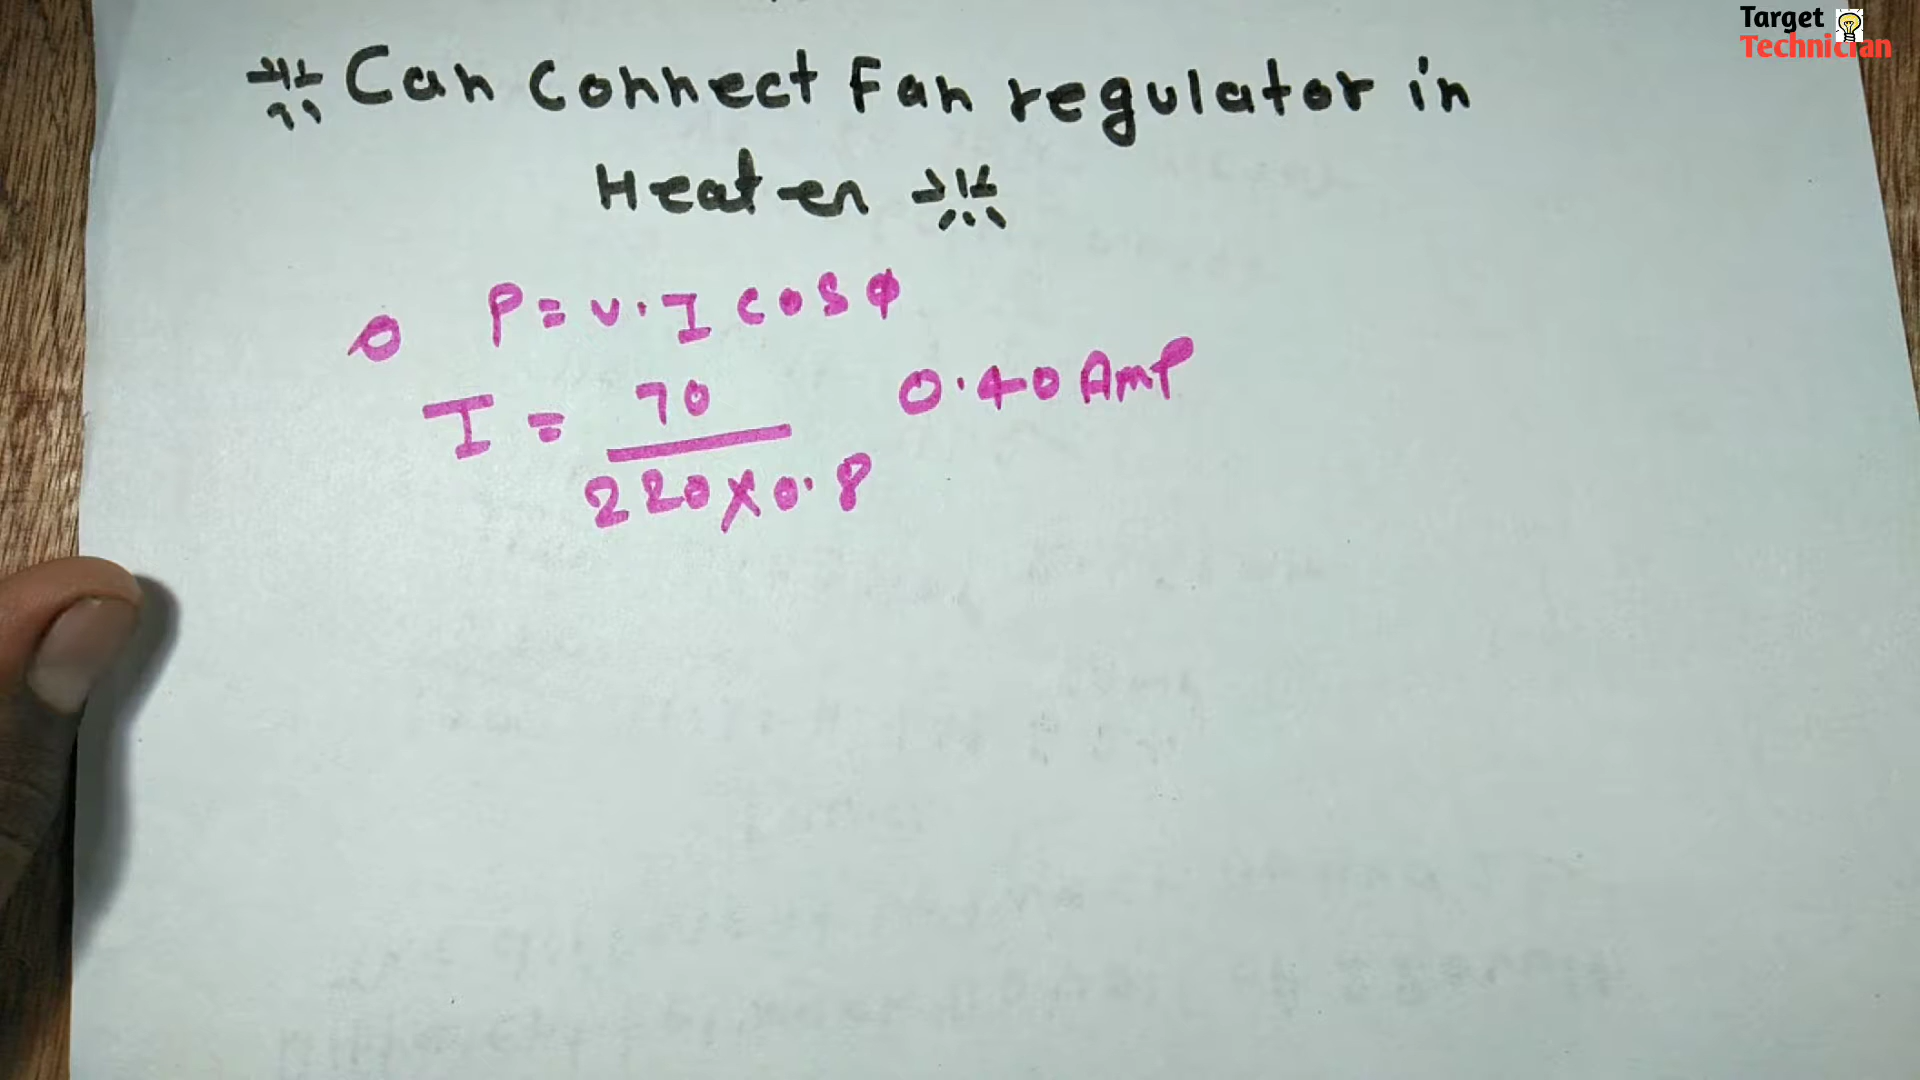 Target
Technician
Can Connect Fan regulator in
Heater
P = V.I cos φ
I = 70 / 220 x 0.8 0.40 Amp